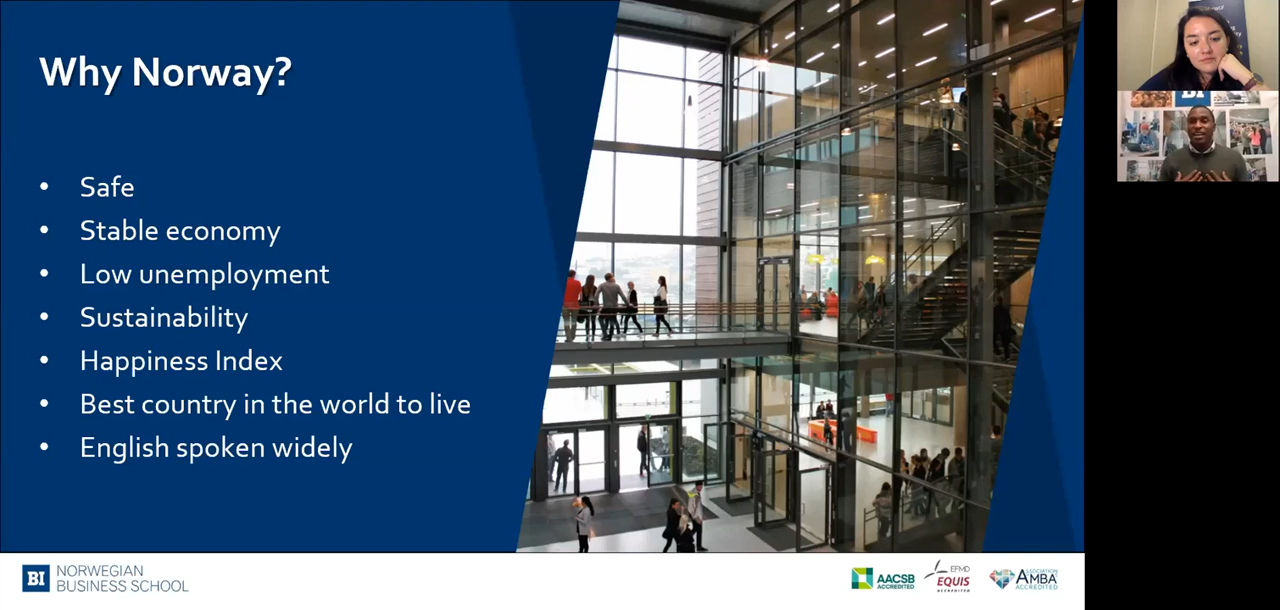 Why Norway?
• Safe
• Stable economy
• Low unemployment
• Sustainability
• Happiness Index
• Best country in the world to live
• English spoken widely
BI NORWEGIAN
BUSINESS SCHOOL
AACSB
ACCREDITED
EFMD
EQUIS
ACCREDITED
ASSOCIATION
AMBA
ACCREDITED
BI